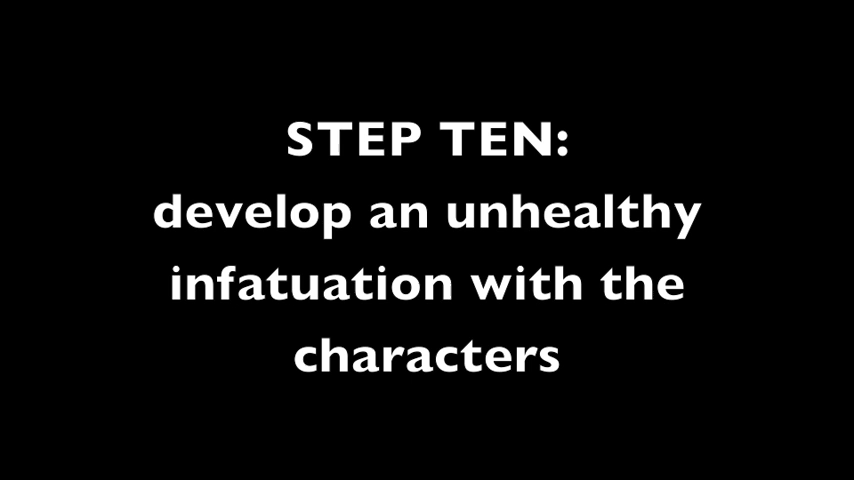 STEP TEN:
develop an unhealthy
infatuation with the
characters